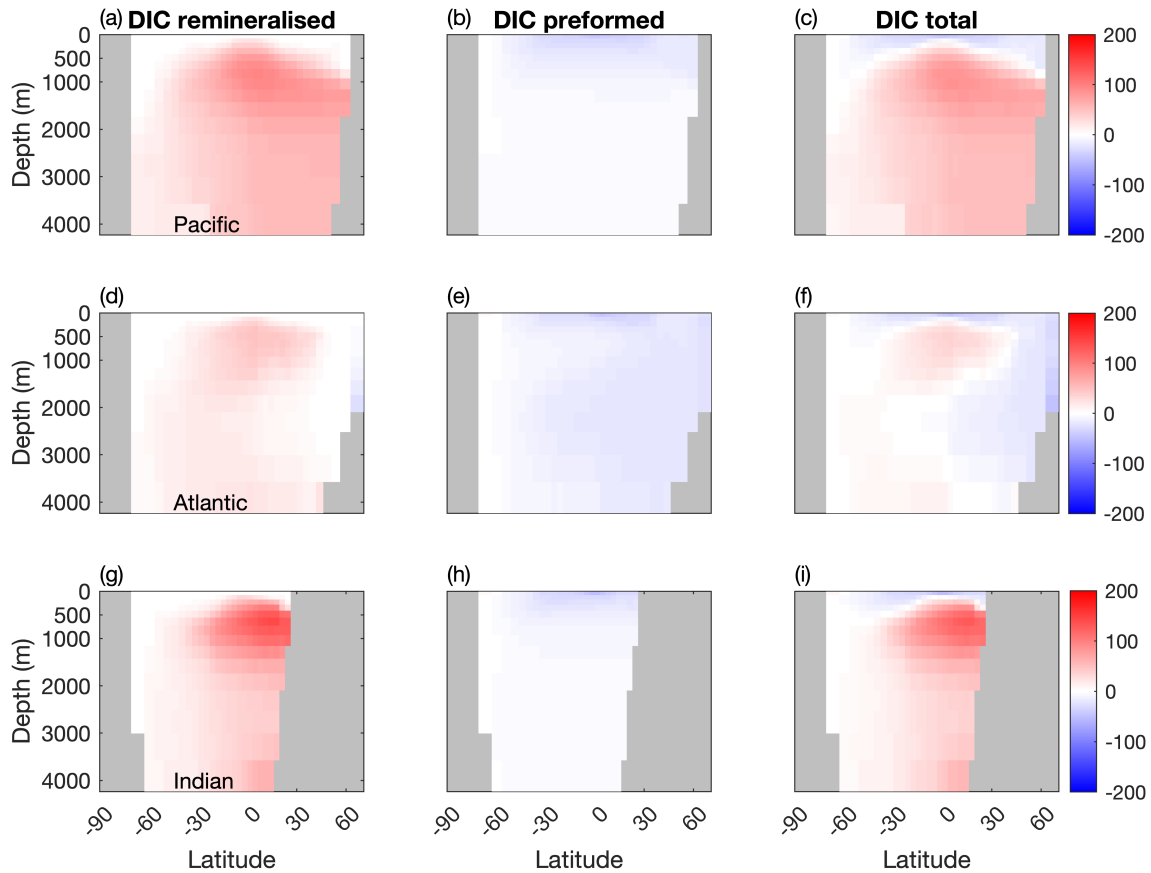 (a) DIC remineralised
(b) DIC preformed
(c) DIC total
0
500
1000
2000
3000
4000
Depth (m)
Pacific
200
100
0
-100
-200
(d)
(e)
(f)
0
500
1000
2000
3000
4000
Depth (m)
Atlantic
200
100
0
-100
-200
(g)
(h)
(i)
0
500
1000
2000
3000
4000
Depth (m)
Indian
200
100
0
-100
-200
-90 -60 -30 0 30 60
-90 -60 -30 0 30 60
-90 -60 -30 0 30 60
Latitude
Latitude
Latitude